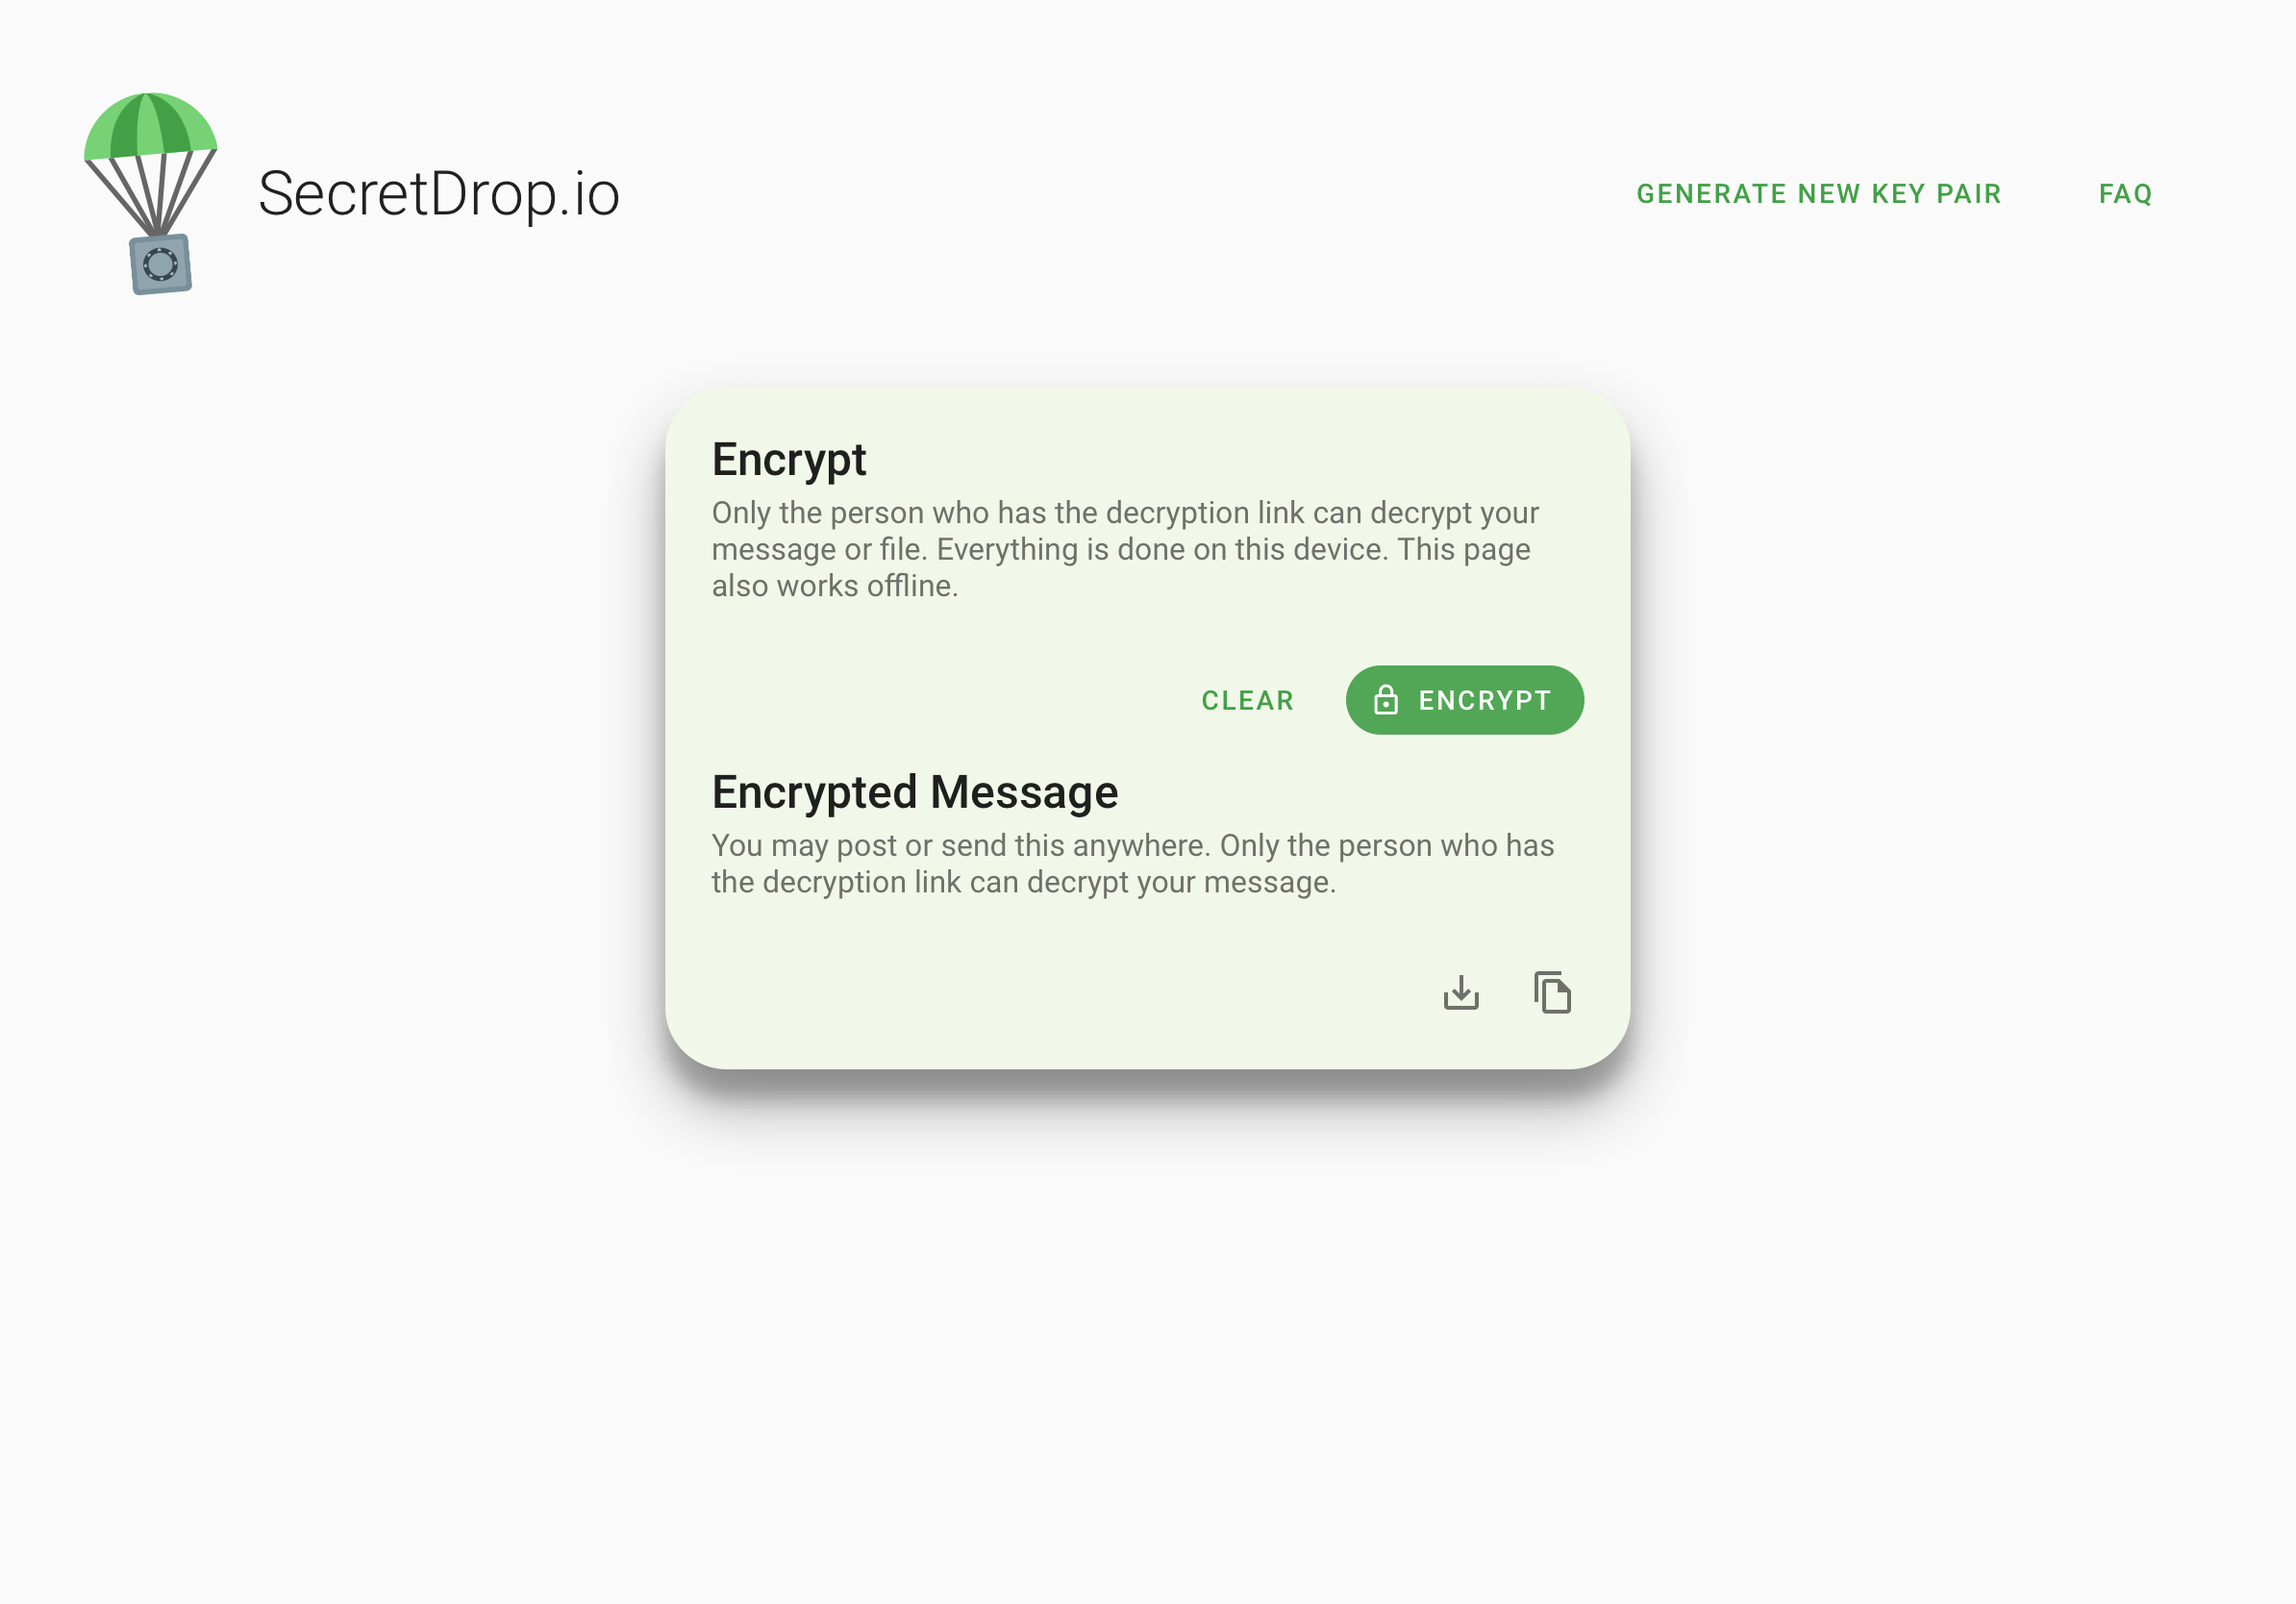 SecretDrop.io
GENERATE NEW KEY PAIR
FAQ
Encrypt
Only the person who has the decryption link can decrypt your
message or file. Everything is done on this device. This page
also works offline.
CLEAR
ENCRYPT
Encrypted Message
You may post or send this anywhere. Only the person who has
the decryption link can decrypt your message.